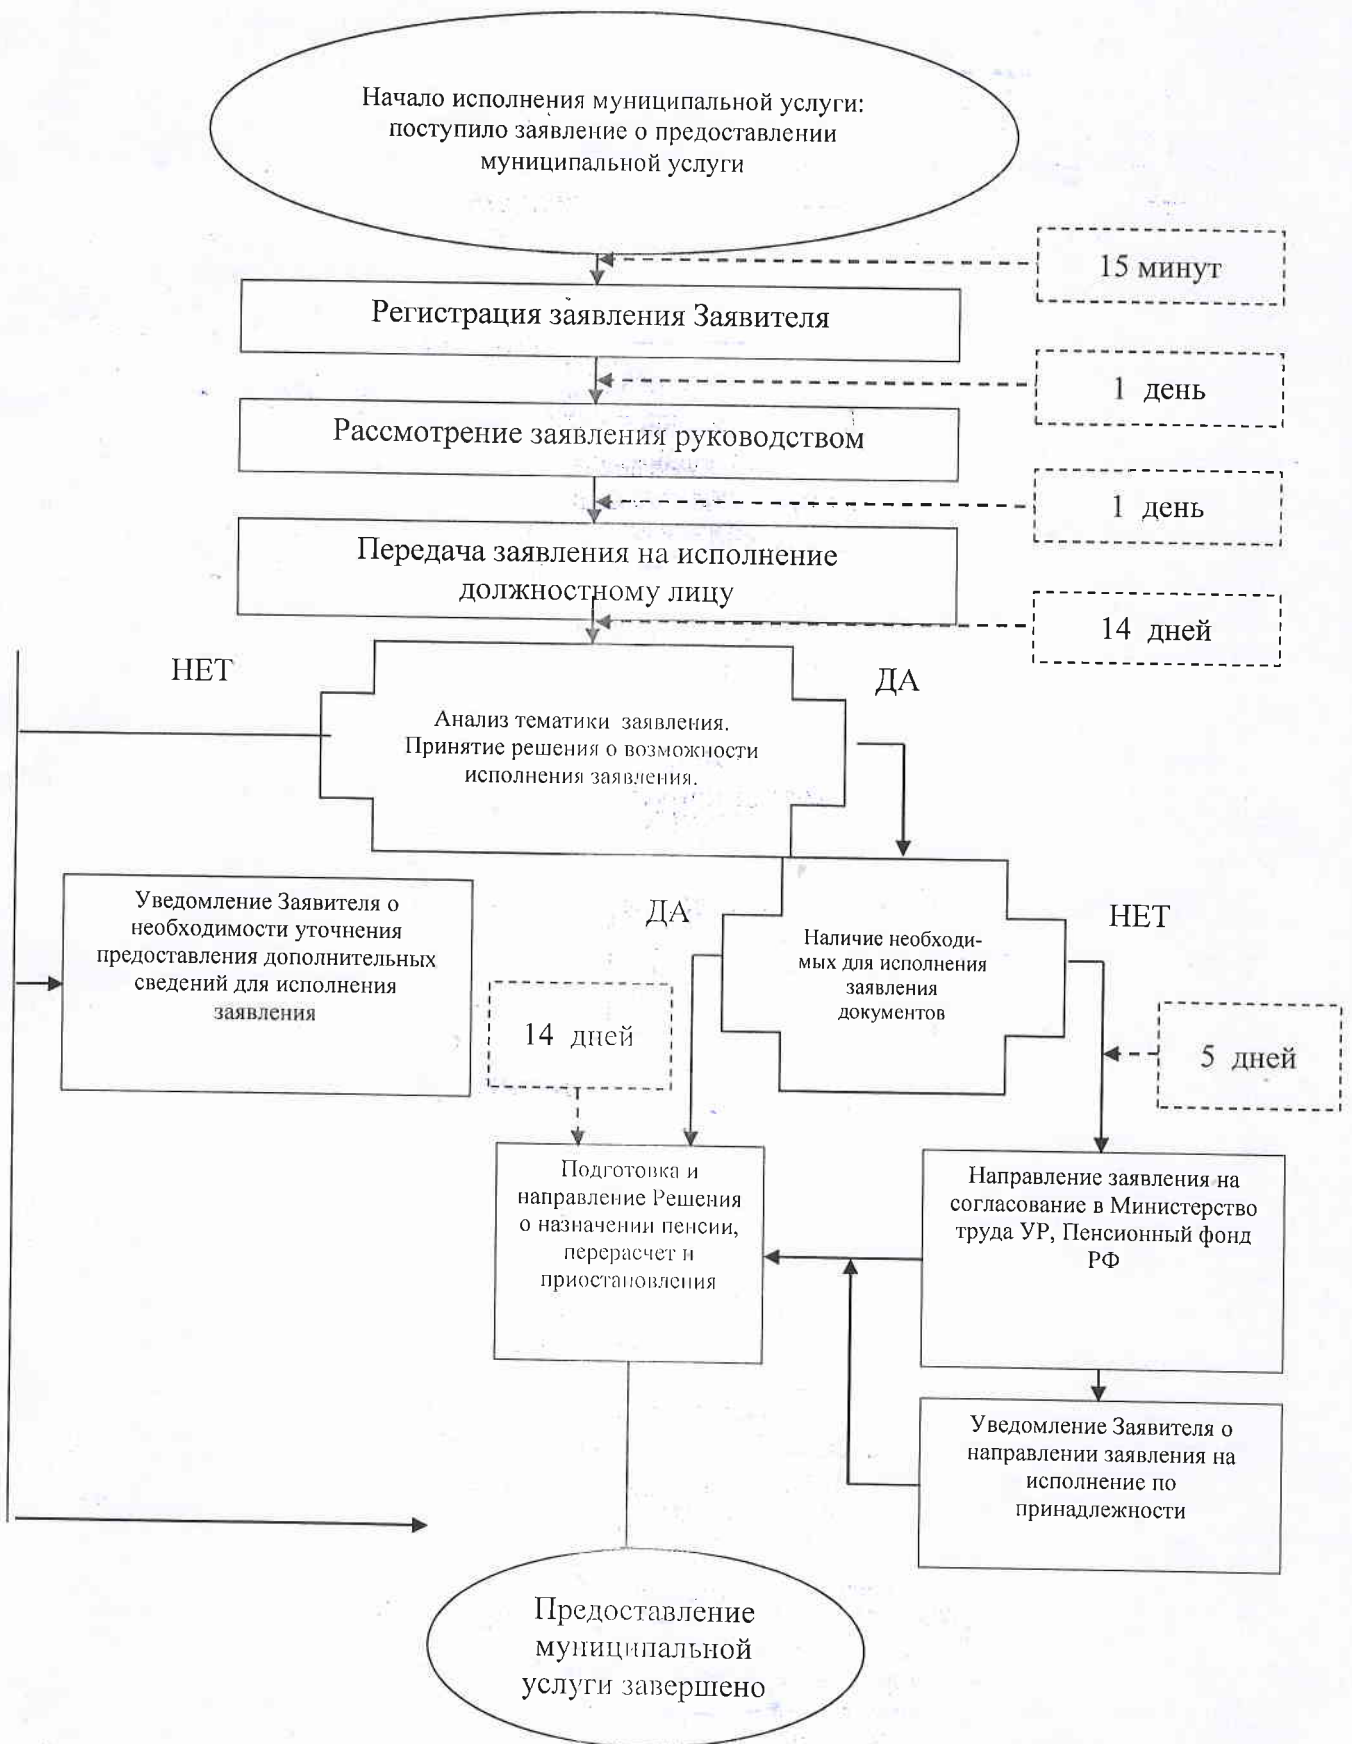 Начало исполнения муниципальной услуги:
поступило заявление о предоставлении
муниципальной услуги
15 минут
Регистрация заявления Заявителя
1 день
Рассмотрение заявления руководством
1 день
Передача заявления на исполнение
должностному лицу
14 дней
НЕТ
ДА
Анализ тематики заявления.
Принятие решения о возможности
исполнения заявления.
Уведомление Заявителя о
необходимости уточнения
предоставления дополнительных
сведений для исполнения
заявления
ДА
НЕТ
Наличие необходи-
мых для исполнения
заявления
документов
14 дней
5 дней
Подготовка и
направление Решения
о назначении пенсии,
перерасчет и
приостановления
Направление заявления на
согласование в Министерство
труда УР, Пенсионный фонд
РФ
Уведомление Заявителя о
направлении заявления на
исполнение по
принадлежности
Предоставление
муниципальной
услуги завершено